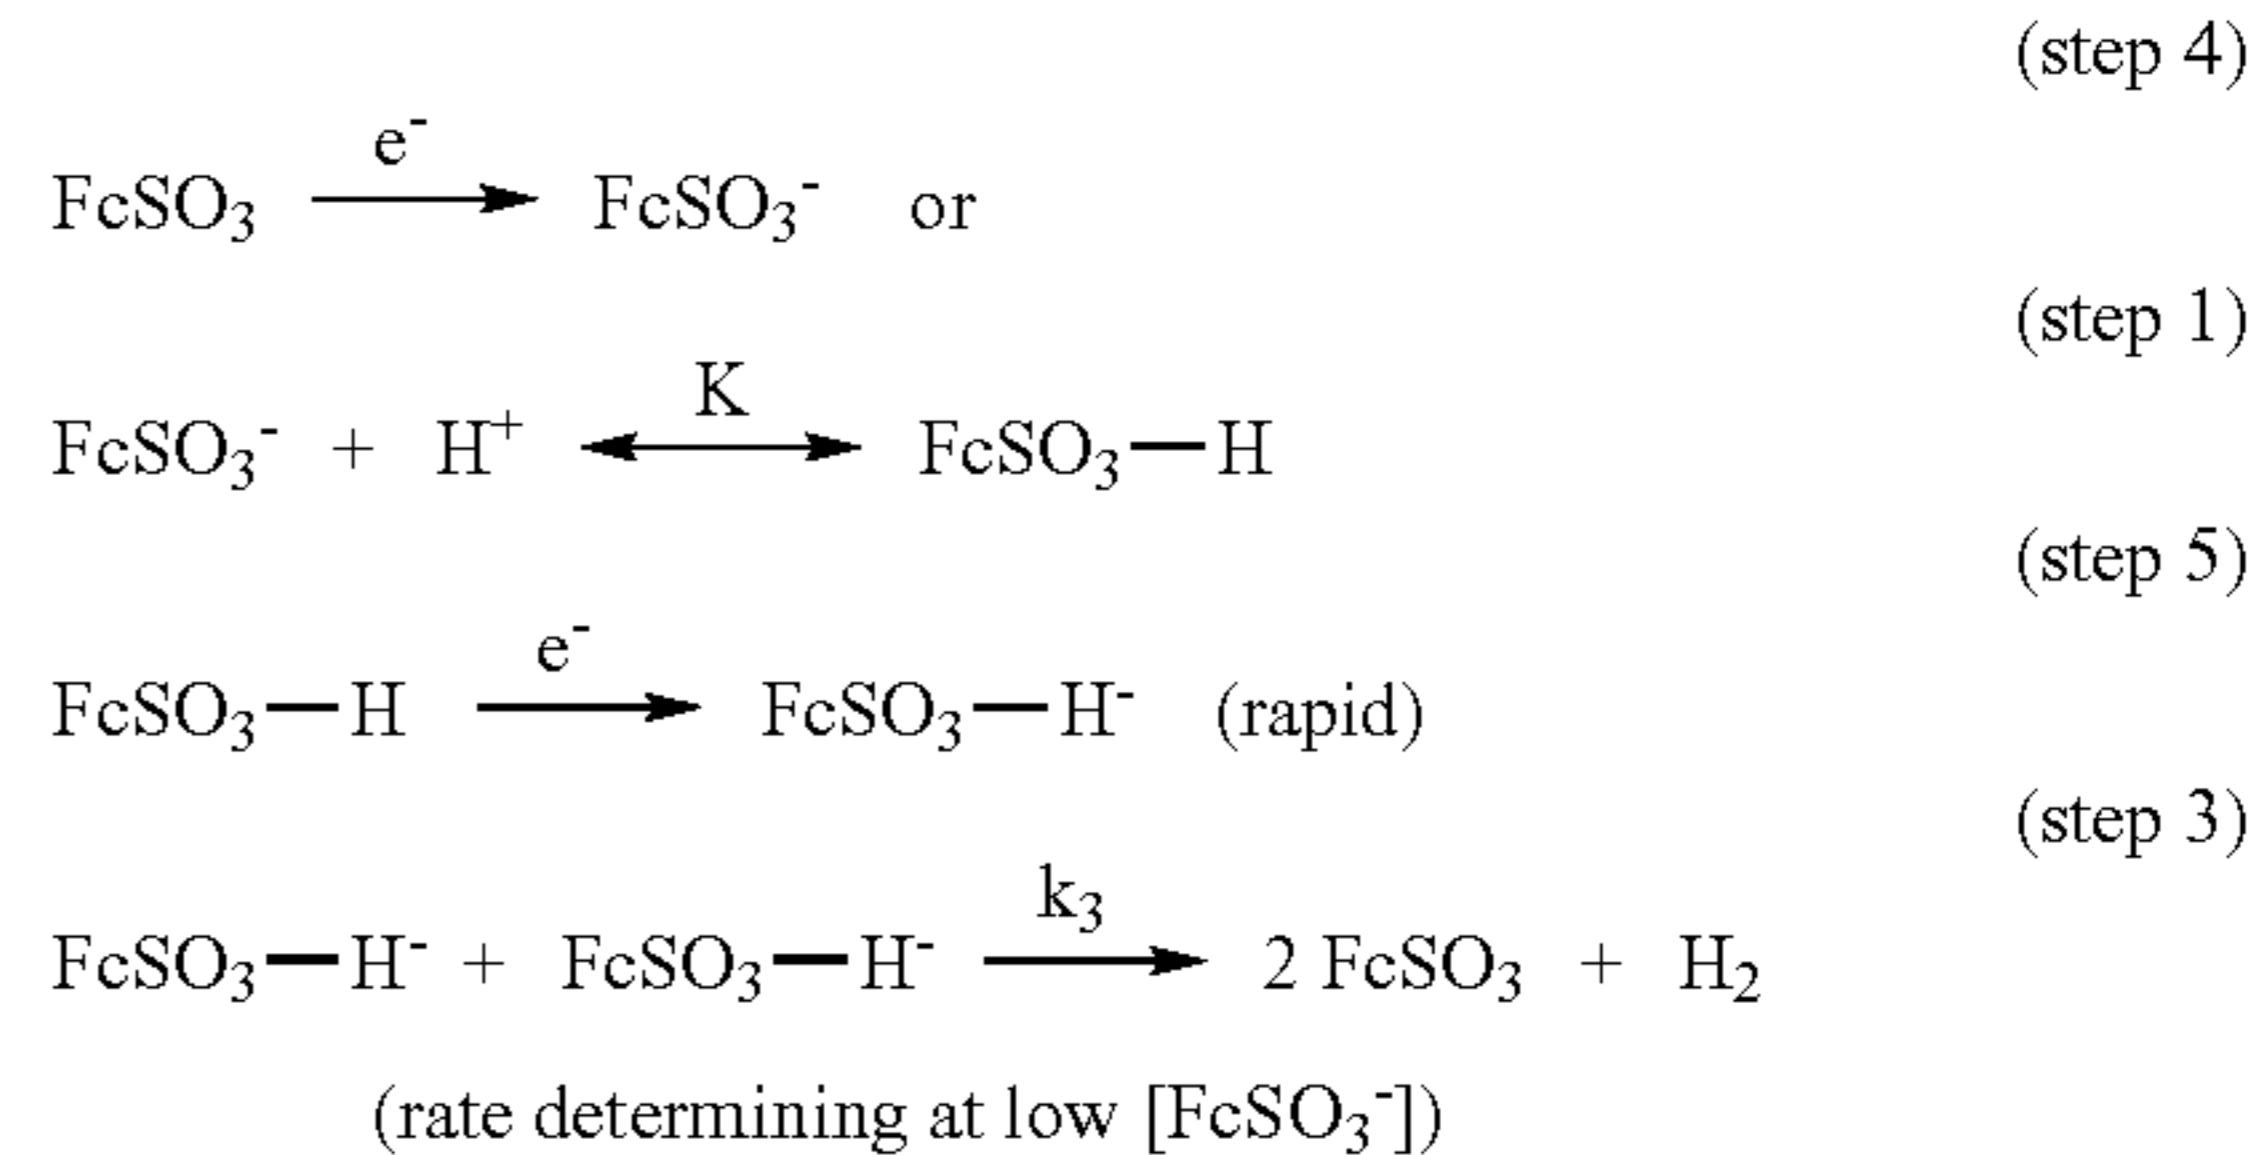 (step 4)
FcSO₃ —e⁻→ FcSO₃⁻ or
(step 1)
FcSO₃⁻ + H⁺ ←K→ FcSO₃—H
(step 5)
FcSO₃—H —e⁻→ FcSO₃—H⁻ (rapid)
(step 3)
FcSO₃—H⁻ + FcSO₃—H⁻ —k₃→ 2 FcSO₃ + H₂
(rate determining at low [FcSO₃⁻])